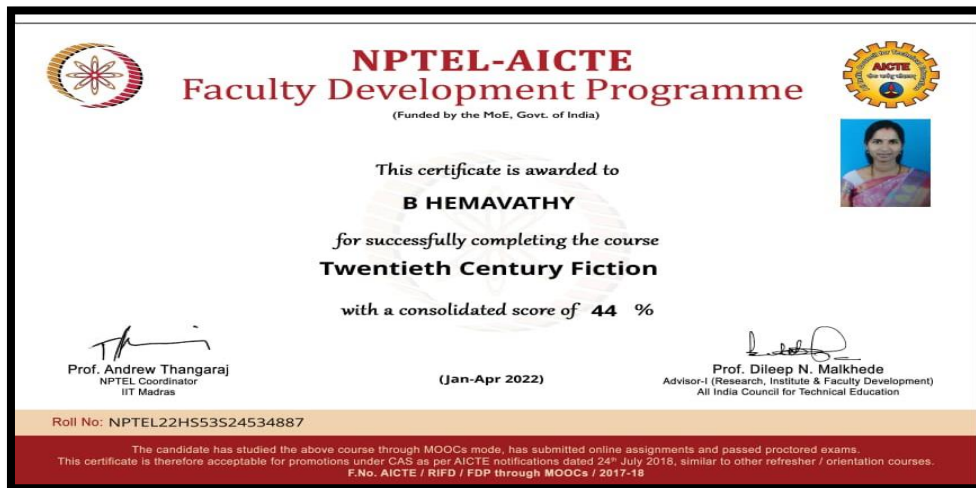 NPTEL-AICTE
Faculty Development Programme
(Funded by the MoE, Govt. of India)
AICTE
This certificate is awarded to
B HEMAVATHY
for successfully completing the course
Twentieth Century Fiction
with a consolidated score of 44 %
Prof. Andrew Thangaraj
NPTEL Coordinator
IIT Madras
(Jan-Apr 2022)
Prof. Dileep N. Malkhede
Advisor-I (Research, Institute & Faculty Development)
All India Council for Technical Education
Roll No: NPTEL22HS53S24534887
The candidate has studied the above course through MOOCs mode, has submitted online assignments and passed proctored exams.
This certificate is therefore acceptable for promotions under CAS as per AICTE notifications dated 24th July 2018, similar to other refresher / orientation courses.
F.No. AICTE / RIFD / FDP through MOOCs / 2017-18